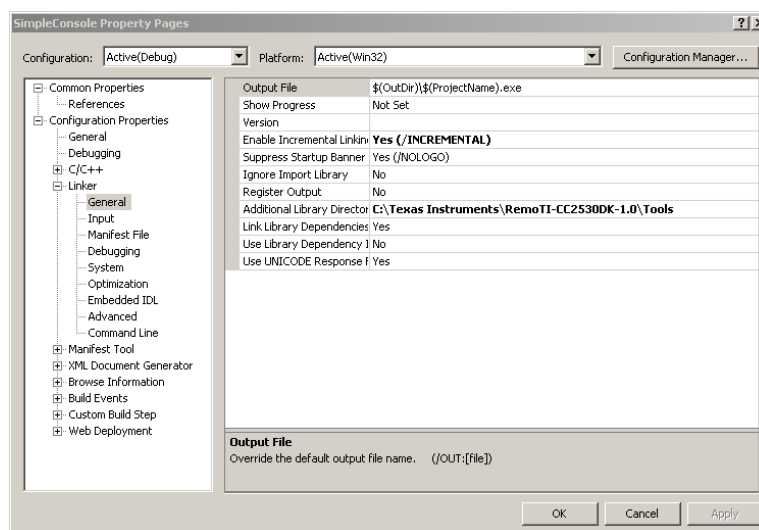 SimpleConsole Property Pages
Configuration: Active(Debug) Platform: Active(Win32) Configuration Manager...
Common Properties
References
Configuration Properties
General
Debugging
C/C++
Linker
General
Input
Manifest File
Debugging
System
Optimization
Embedded IDL
Advanced
Command Line
Manifest Tool
XML Document Generator
Browse Information
Build Events
Custom Build Step
Web Deployment
Output File $(OutDir)\$(ProjectName).exe
Show Progress Not Set
Version
Enable Incremental Linkin Yes (/INCREMENTAL)
Suppress Startup Banner Yes (/NOLOGO)
Ignore Import Library No
Register Output No
Additional Library Director C:\Texas Instruments\RemoTI-CC2530DK-1.0\Tools
Link Library Dependencies Yes
Use Library Dependency I No
Use UNICODE Response F Yes
Output File
Override the default output file name. (/OUT:[file])
OK Cancel Apply